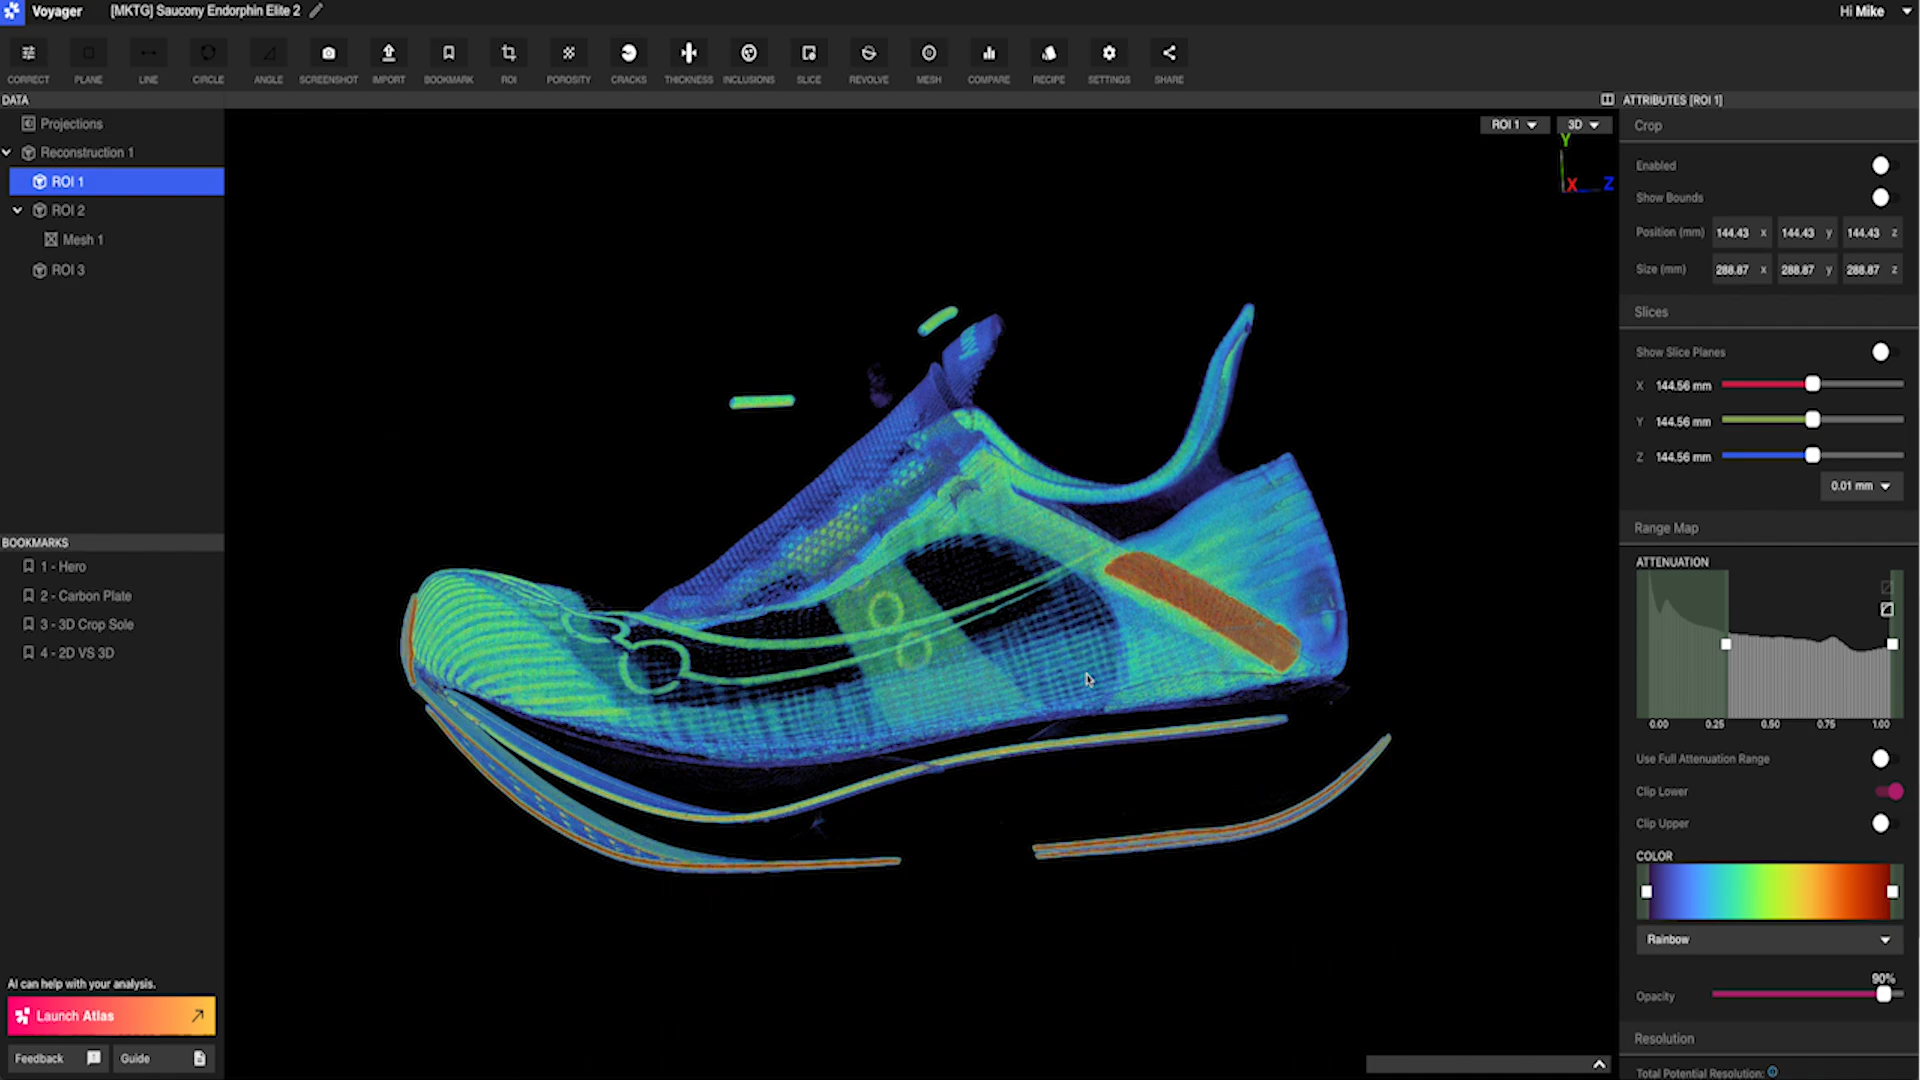 Voyager
[MKTG] Saucony Endorphin Elite 2
Hi Mike
CORRECT
PLANE
LINE
CIRCLE
ANGLE
SCREENSHOT
IMPORT
BOOKMARK
ROI
POROSITY
CRACKS
THICKNESS
INCLUSIONS
SLICE
REVOLVE
MESH
COMPARE
RECIPE
SETTINGS
SHARE
DATA
Projections
Reconstruction 1
ROI 1
ROI 2
Mesh 1
ROI 3
BOOKMARKS
1 - Hero
2 - Carbon Plate
3 - 3D Crop Sole
4 - 2D VS 3D
AI can help with your analysis.
Launch Atlas
Feedback
Guide
ROI 1
3D
Y
X
Z
ATTRIBUTES [ROI 1]
Crop
Enabled
Show Bounds
Position (mm) 144.43 x 144.43 y 144.43 z
Size (mm) 288.87 x 288.87 y 288.87 z
Slices
Show Slice Planes
X 144.56 mm
Y 144.56 mm
Z 144.56 mm
0.01 mm
Range Map
ATTENUATION
0.00 0.25 0.50 0.75 1.00
Use Full Attenuation Range
Clip Lower
Clip Upper
COLOR
Rainbow
90%
Opacity
Resolution
Total Potential Resolution: